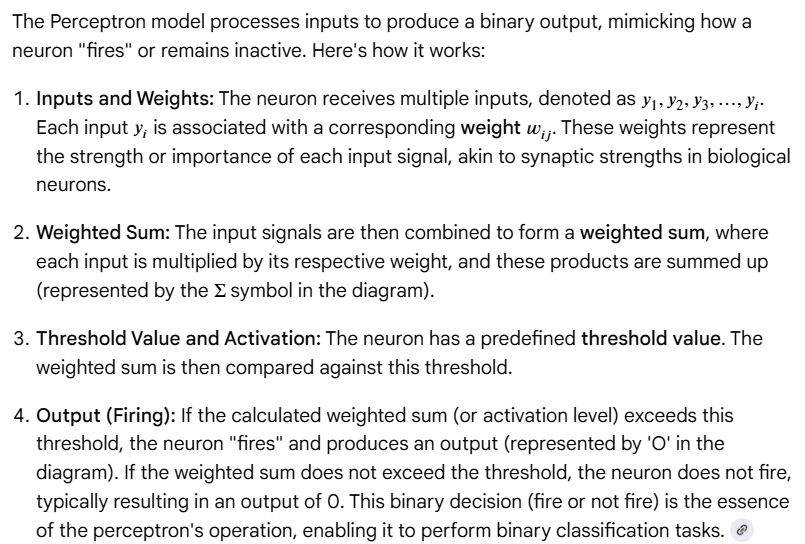 The Perceptron model processes inputs to produce a binary output, mimicking how a
neuron "fires" or remains inactive. Here's how it works:
1. Inputs and Weights: The neuron receives multiple inputs, denoted as y₁, y₂, y₃, …, yᵢ.
Each input yᵢ is associated with a corresponding weight wᵢⱼ. These weights represent
the strength or importance of each input signal, akin to synaptic strengths in biological
neurons.
2. Weighted Sum: The input signals are then combined to form a weighted sum, where
each input is multiplied by its respective weight, and these products are summed up
(represented by the Σ symbol in the diagram).
3. Threshold Value and Activation: The neuron has a predefined threshold value. The
weighted sum is then compared against this threshold.
4. Output (Firing): If the calculated weighted sum (or activation level) exceeds this
threshold, the neuron "fires" and produces an output (represented by 'O' in the
diagram). If the weighted sum does not exceed the threshold, the neuron does not fire,
typically resulting in an output of 0. This binary decision (fire or not fire) is the essence
of the perceptron's operation, enabling it to perform binary classification tasks.